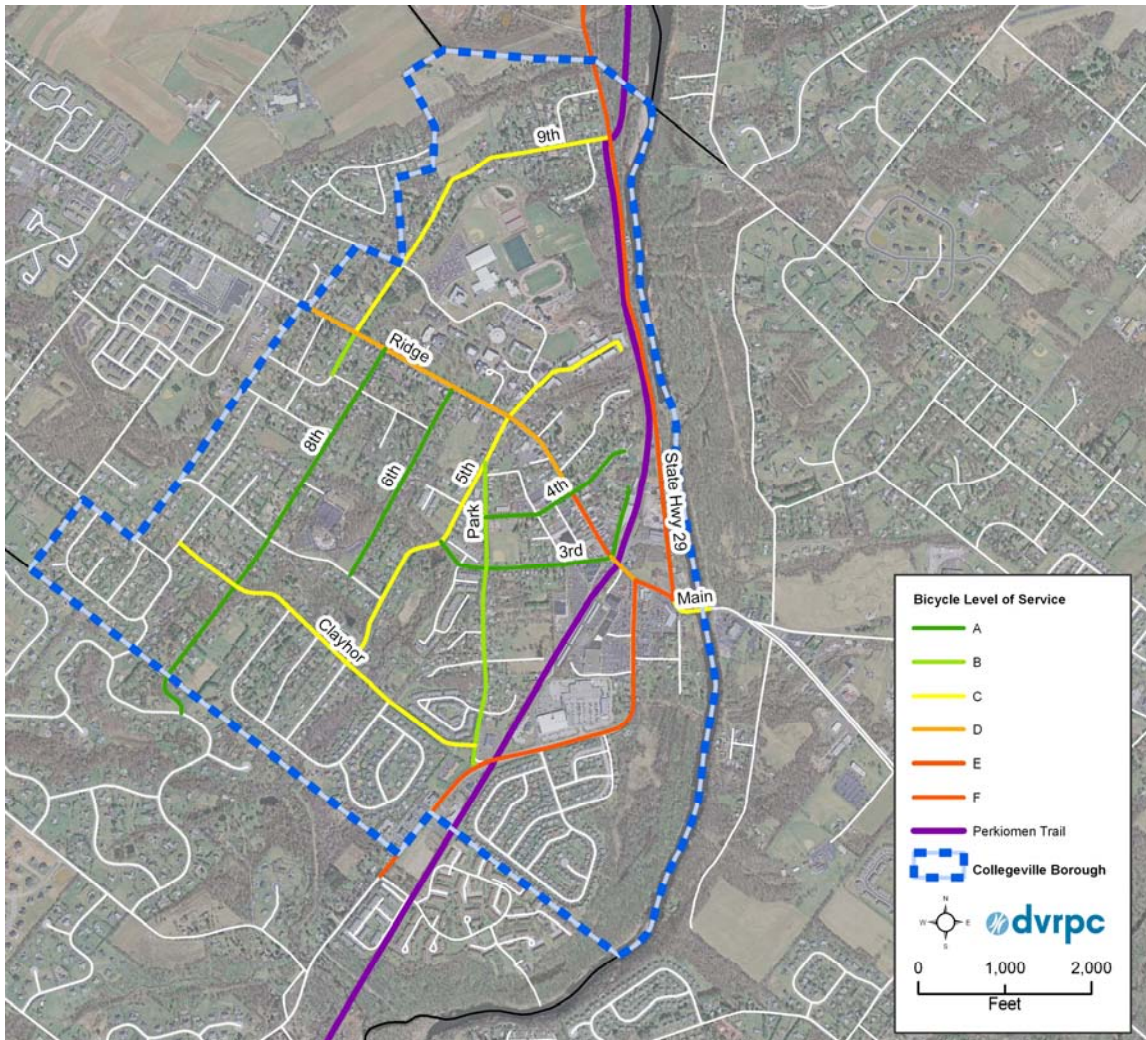 9th
Ridge
8th
6th
5th
Park
4th
3rd
State Hwy 29
Main
Clayhor
Bicycle Level of Service
A
B
C
D
E
F
Perkiomen Trail
Collegeville Borough
N
W E
S
dvrpc
0 1,000 2,000
Feet